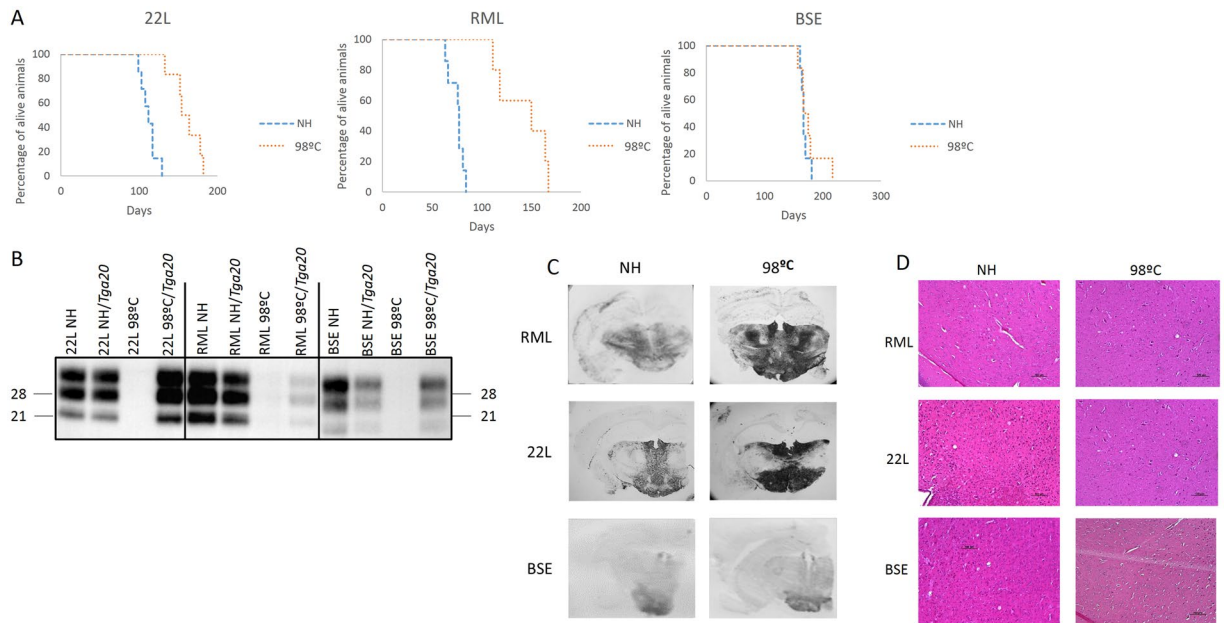 A
22L
RML
BSE
Percentage of alive animals
100
80
60
40
20
0
0
100
200
Days
NH
98ºC
Percentage of alive animals
100
80
60
40
20
0
0
50
100
150
200
Days
NH
98ºC
Percentage of alive animals
100
80
60
40
20
0
0
100
200
300
Days
NH
98ºC
B
22L NH
22L NH/Tga20
22L 98ºC
22L 98ºC/Tga20
RML NH
RML NH/Tga20
RML 98ºC
RML 98ºC/Tga20
BSE NH
BSE NH/Tga20
BSE 98ºC
BSE 98ºC/Tga20
28
21
28
21
C
NH
98ºC
RML
22L
BSE
D
NH
98ºC
RML
22L
BSE